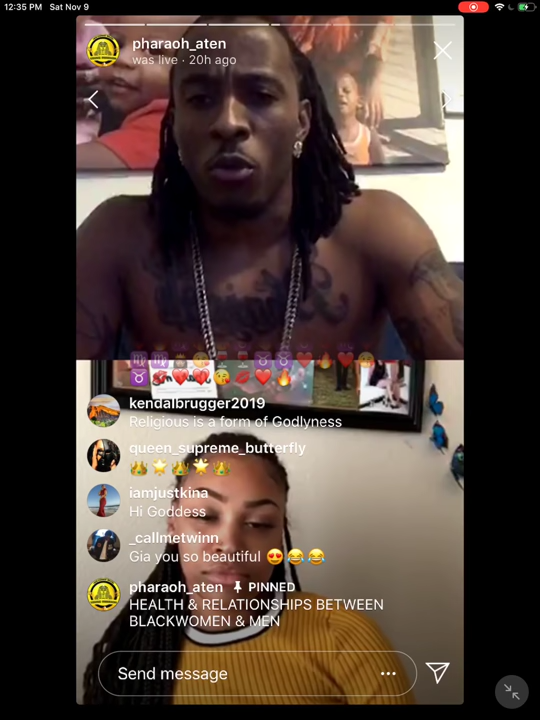 12:35 PM Sat Nov 9
pharaoh_aten
was live · 20h ago
kendalbrugger2019
Religious is a form of Godlyness
queen_supreme_butterfly
👑🌟👑🌟👑
iamjustkina
Hi Goddess
_callmetwinn
Gia you so beautiful 😍😂😂
pharaoh_aten PINNED
HEALTH & RELATIONSHIPS BETWEEN
BLACKWOMEN & MEN
Send message